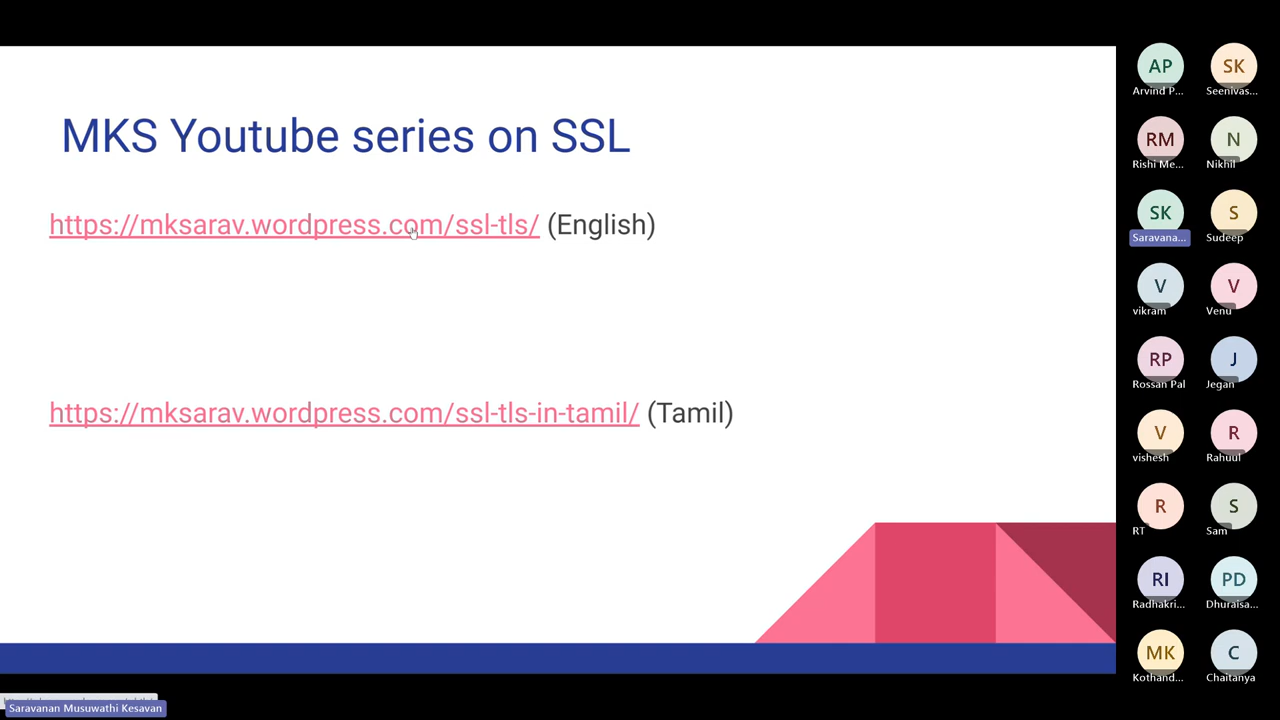 MKS Youtube series on SSL
https://mksarav.wordpress.com/ssl-tls/ (English)
https://mksarav.wordpress.com/ssl-tls-in-tamil/ (Tamil)
AP SK
Arvind P... Seenivas...
RM N
Rishi Me... Nikhil
SK S
Saravana... Sudeep
V V
vikram Venu
RP J
Rossan Pal Jegan
V R
vishesh Rahuul
R S
RT Sam
RI PD
Radhakri... Dhuraisa...
MK C
Kothand... Chaitanya
Saravanan Musuwathi Kesavan